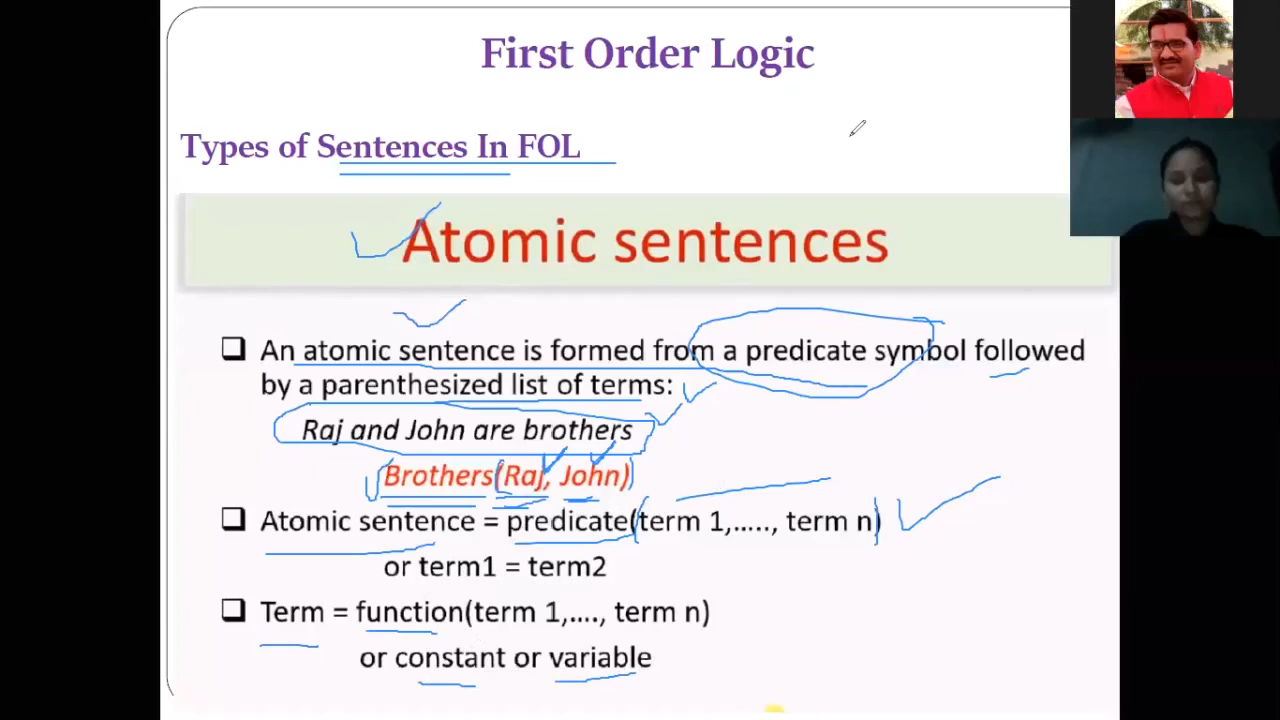 First Order Logic
Types of Sentences In FOL
Atomic sentences
An atomic sentence is formed from a predicate symbol followed
by a parenthesized list of terms:
Raj and John are brothers
Brothers(Raj, John)
Atomic sentence = predicate(term 1,....., term n)
or term1 = term2
Term = function(term 1,...., term n)
or constant or variable